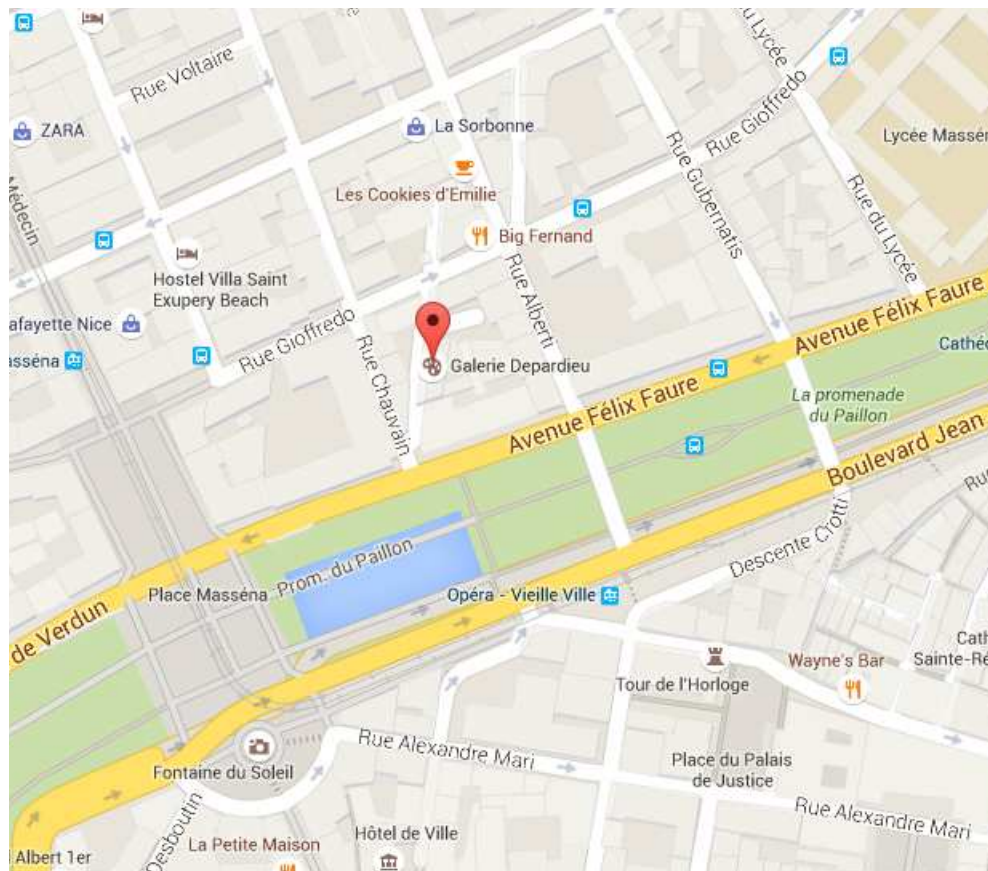 Rue Voltaire
ZARA
La Sorbonne
Les Cookies d'Emilie
Big Fernand
Rue Gioffredo
Rue du Lycée
Lycée Massén
Médecin
Hostel Villa Saint
Exupery Beach
afayette Nice
asséna
Rue Gioffredo
Rue Chauvain
Rue Alberti
Rue Gubernatis
Rue du Lycée
Galerie Depardieu
Avenue Félix Faure
Avenue Félix Faure
Cathéd
La promenade
du Paillon
Boulevard Jean
Place Masséna
Prom. du Paillon
Opéra - Vieille Ville
Descente Crotti
de Verdun
Tour de l'Horloge
Wayne's Bar
Cath
Sainte-Ré
Fontaine du Soleil
Rue Alexandre Mari
Place du Palais
de Justice
Rue Alexandre Mari
Desboutin
La Petite Maison
Hôtel de Ville
Albert 1er